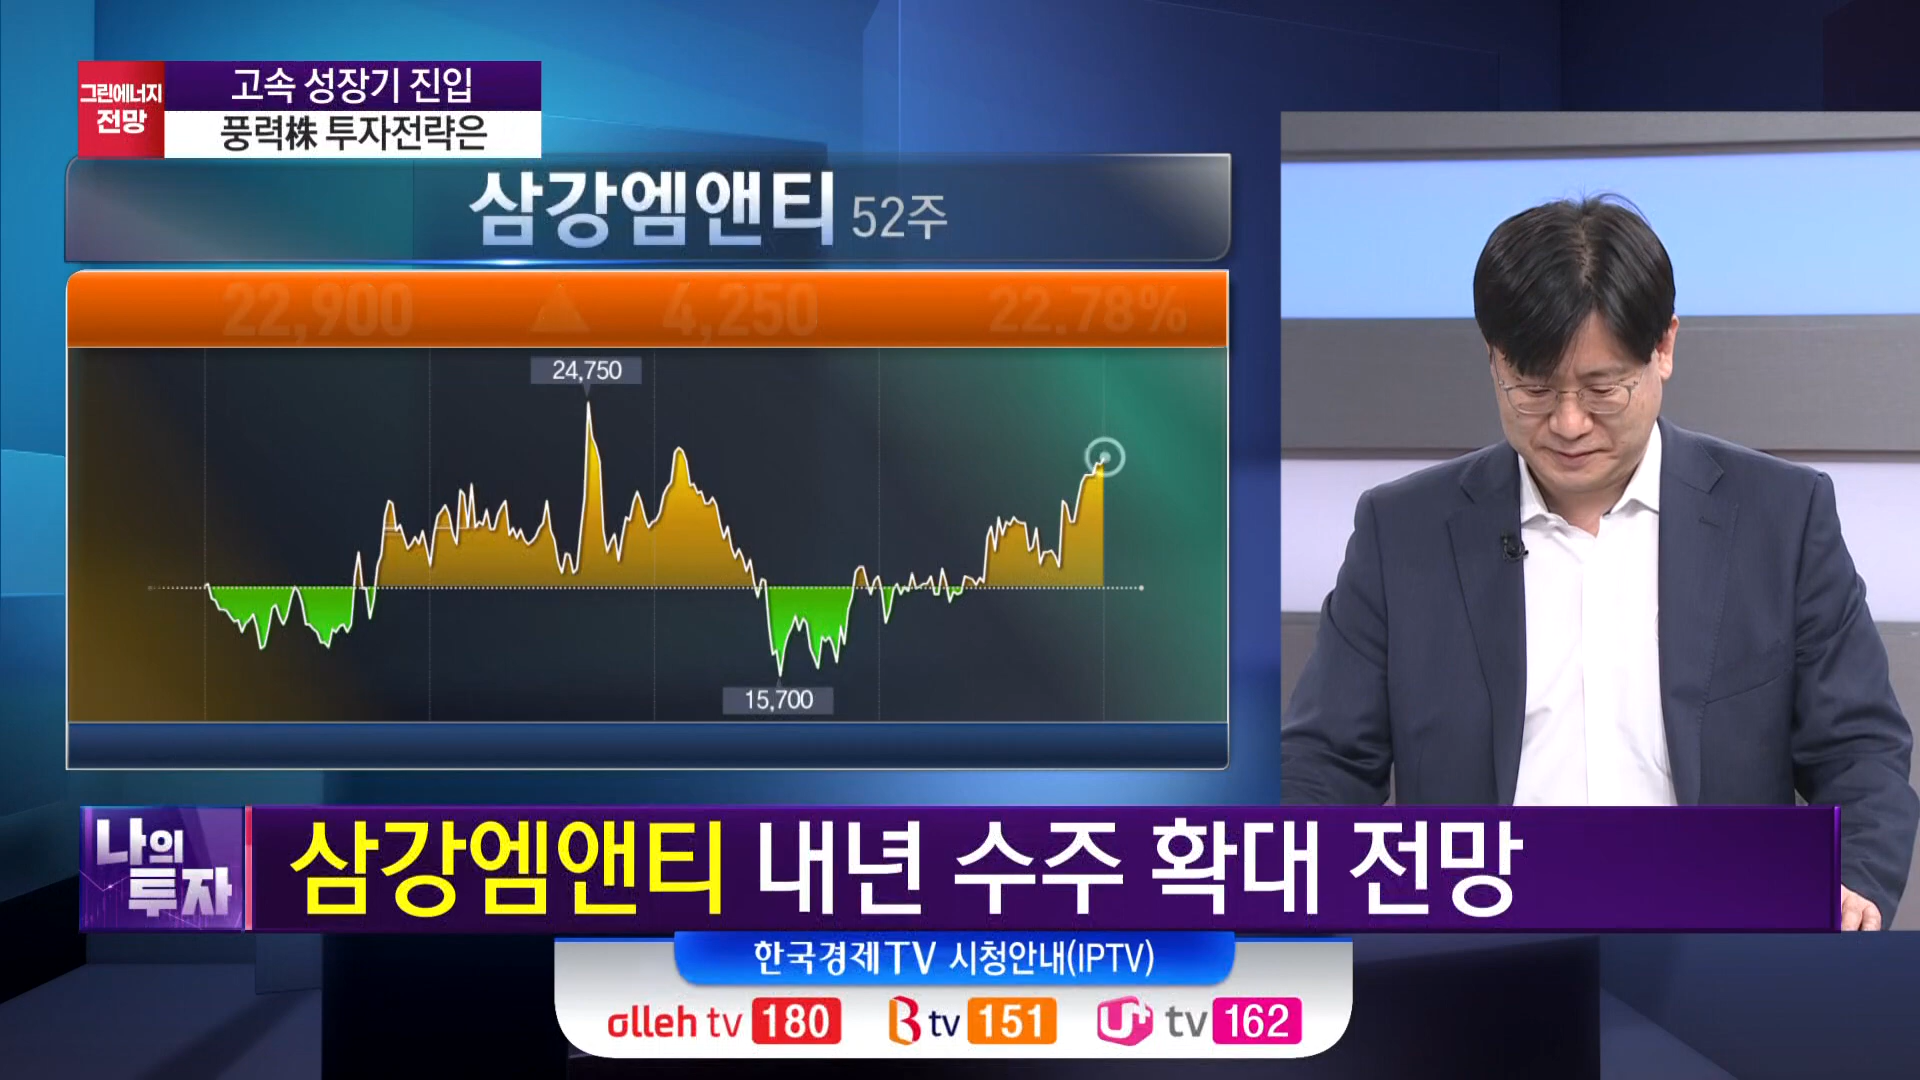 그린에너지
전망
고속 성장기 진입
풍력株 투자전략은
삼강엠앤티 52주
22,900 ▲ 4,250 22.78%
24,750
15,700
나의
투자
삼강엠앤티 내년 수주 확대 전망
한국경제TV 시청안내(IPTV)
olleh tv 180 B tv 151 U+ tv 162